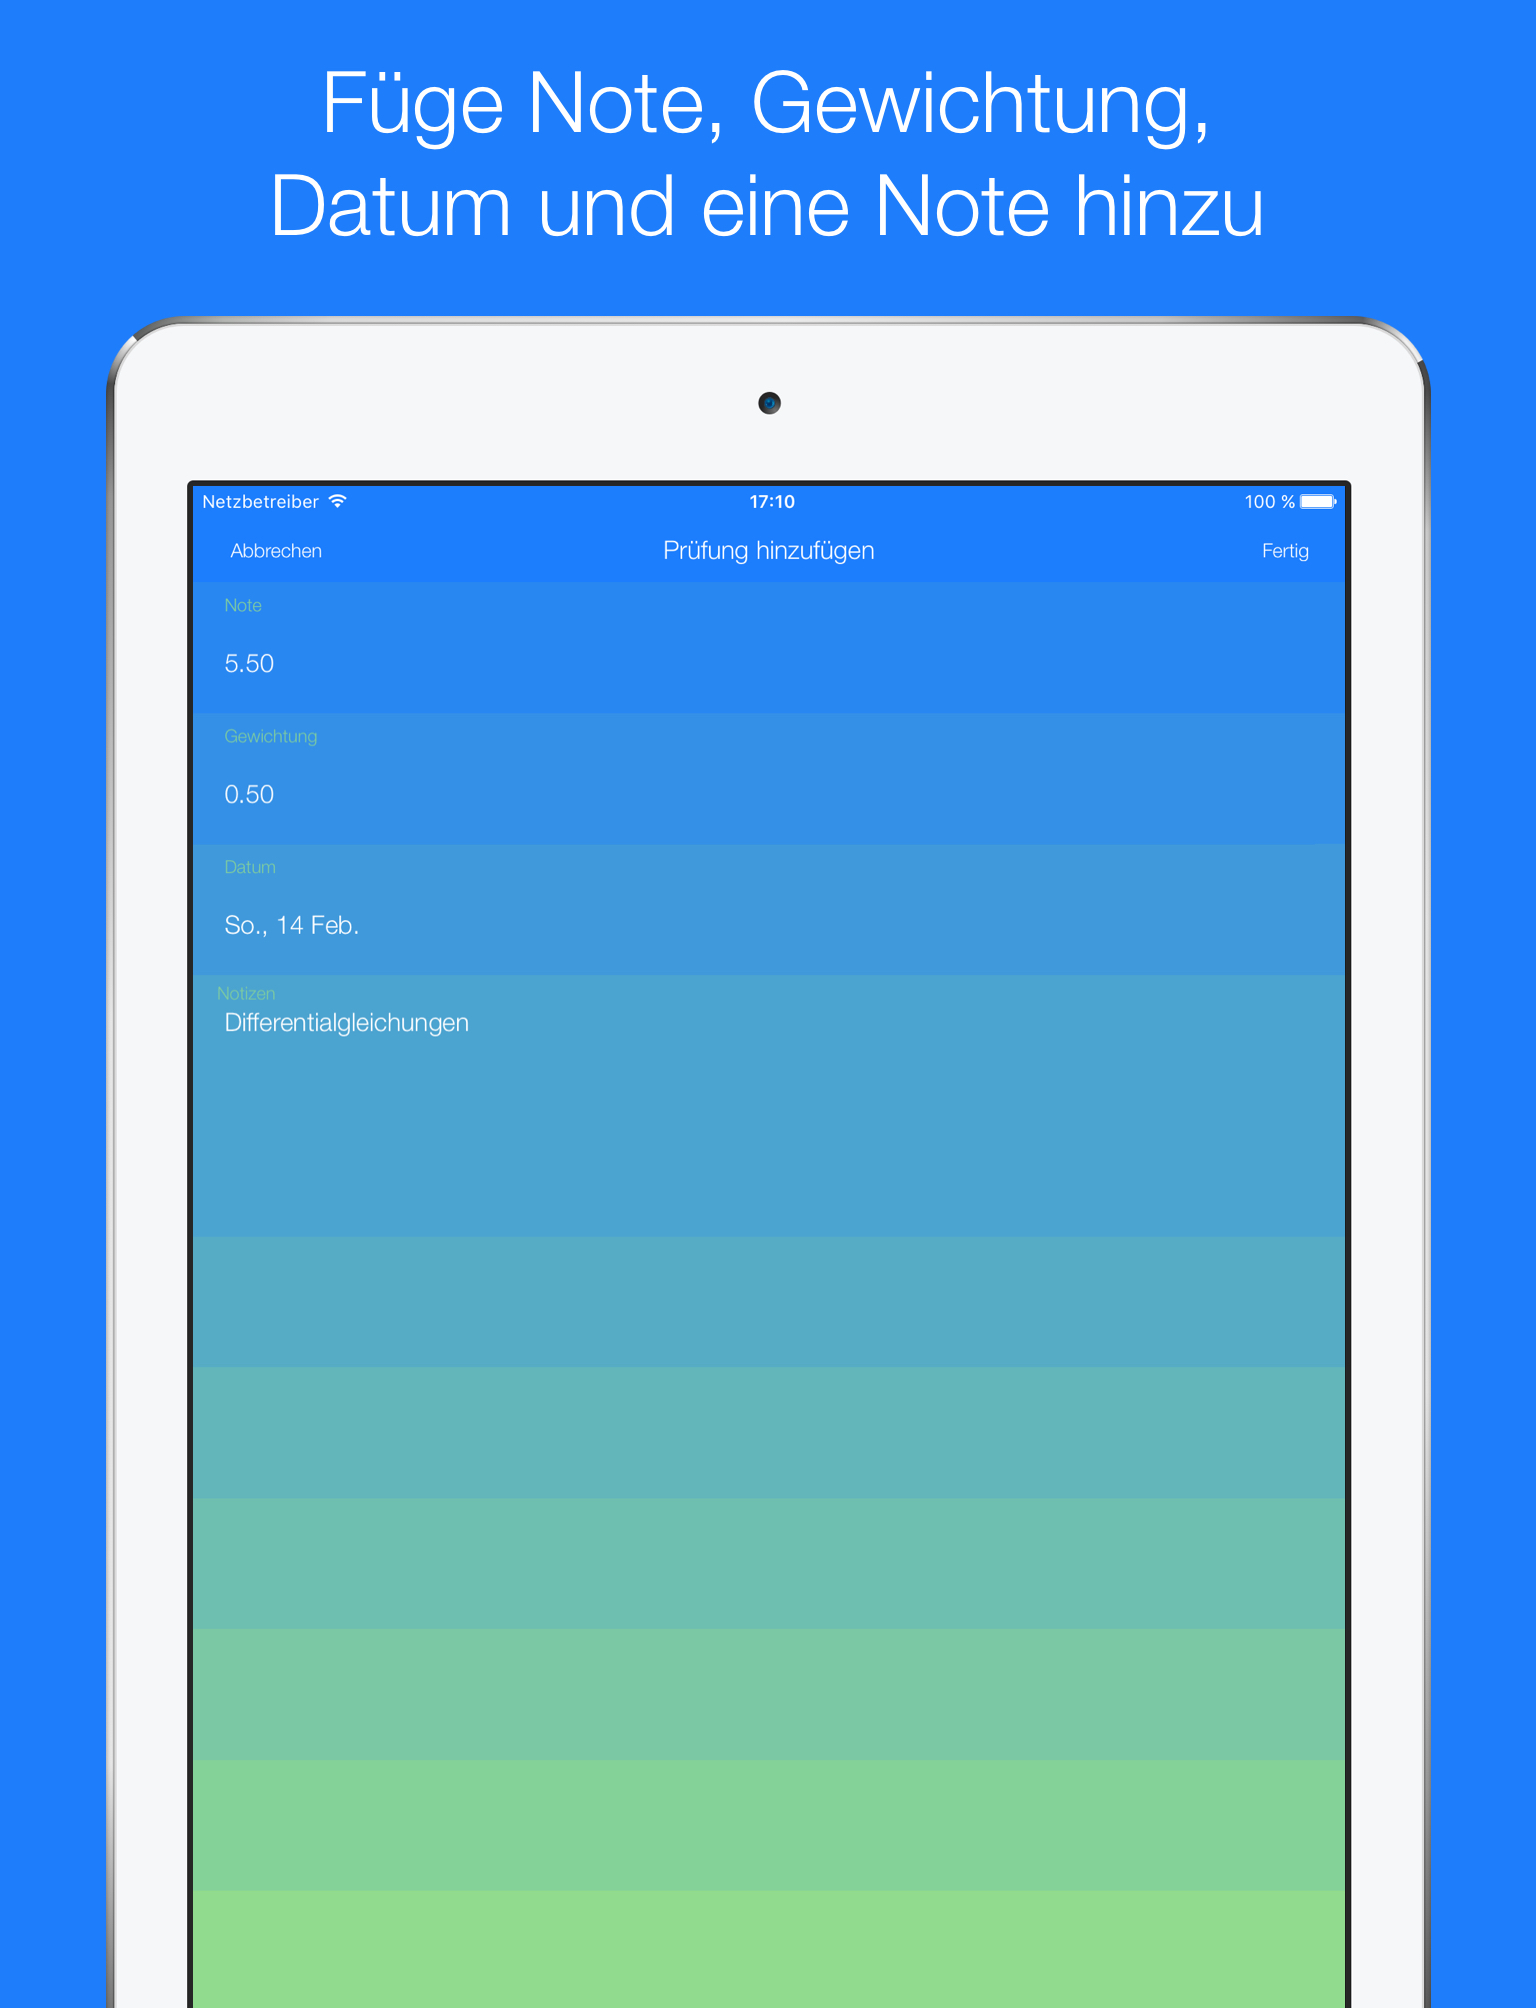 Füge Note, Gewichtung,
Datum und eine Note hinzu
Netzbetreiber 17:10 100 %
Abbrechen Prüfung hinzufügen Fertig
Note
5.50
Gewichtung
0.50
Datum
So., 14 Feb.
Notizen
Differentialgleichungen